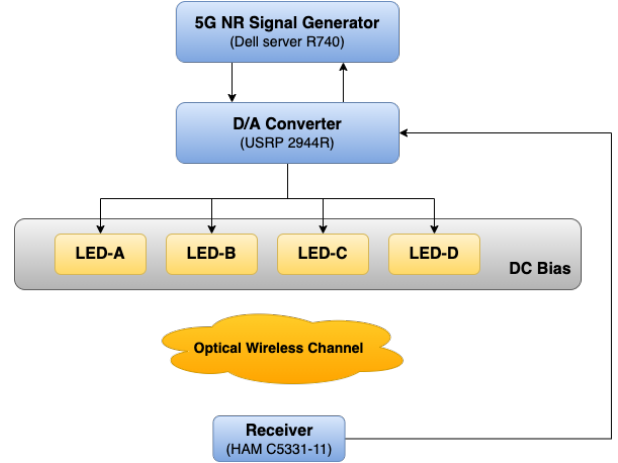 5G NR Signal Generator
(Dell server R740)
D/A Converter
(USRP 2944R)
LED-A
LED-B
LED-C
LED-D
DC Bias
Optical Wireless Channel
Receiver
(HAM C5331-11)